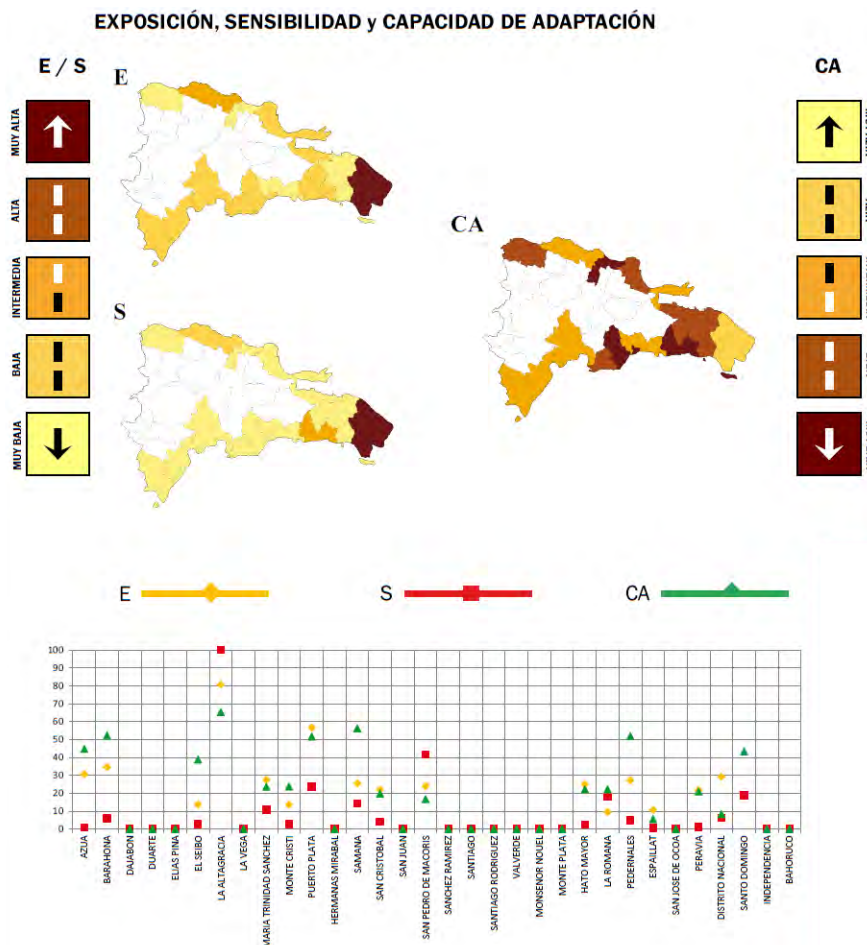 EXPOSICIÓN, SENSIBILIDAD y CAPACIDAD DE ADAPTACIÓN
E / S
CA
E
MUY ALTA
ALTA
INTERMEDIA
BAJA
MUY BAJA
CA
S
E
S
CA
100
90
80
70
60
50
40
30
20
10
0
AZUA
BARAHONA
DAJABON
DUARTE
ELIAS PINA
EL SEIBO
LA ALTAGRACIA
LA VEGA
MARIA TRINIDAD SANCHEZ
MONTE CRISTI
PUERTO PLATA
HERMANAS MIRABAL
SAMANA
SAN CRISTOBAL
SAN JUAN
SAN PEDRO DE MACORIS
SANCHEZ RAMIREZ
SANTIAGO
SANTIAGO RODRIGUEZ
VALVERDE
MONSENOR NOUEL
MONTE PLATA
HATO MAYOR
LA ROMANA
PEDERNALES
ESPAILLAT
SAN JOSE DE OCOA
PERAVIA
DISTRITO NACIONAL
SANTO DOMINGO
INDEPENDENCIA
BAHORUCO